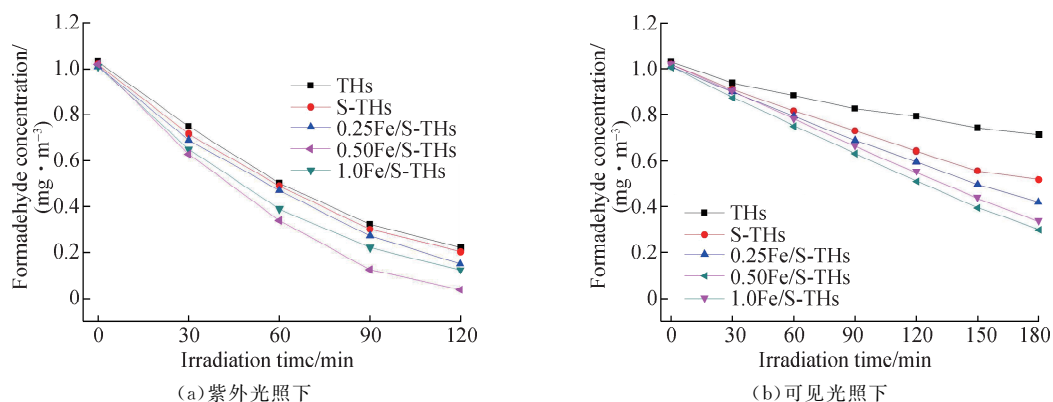 Formadehyde concentration/
(mg·m⁻³)
1.2
1.0
0.8
0.6
0.4
0.2
0
THs
S-THs
0.25Fe/S-THs
0.50Fe/S-THs
1.0Fe/S-THs
0 30 60 90 120
Irradiation time/min
(a)紫外光照下
Formadehyde concentration/
(mg·m⁻³)
1.2
1.0
0.8
0.6
0.4
0.2
0
THs
S-THs
0.25Fe/S-THs
0.50Fe/S-THs
1.0Fe/S-THs
0 30 60 90 120 150 180
Irradiation time/min
(b)可见光照下